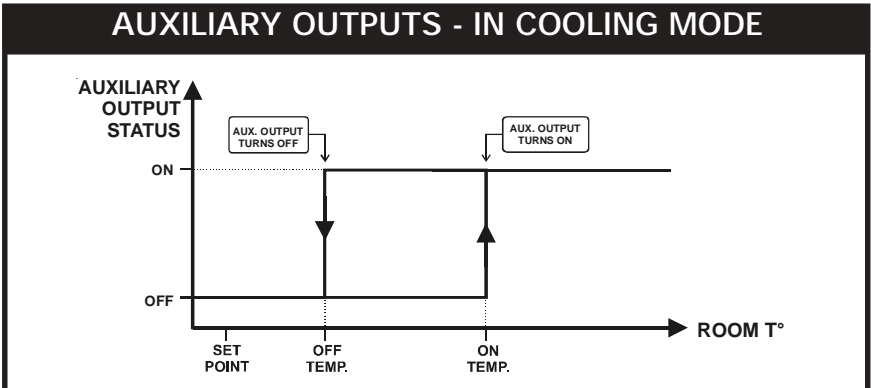 AUXILIARY OUTPUTS - IN COOLING MODE
AUXILIARY
OUTPUT
STATUS
AUX. OUTPUT
TURNS OFF
AUX. OUTPUT
TURNS ON
ON
OFF
ROOM T°
SET
POINT
OFF
TEMP.
ON
TEMP.